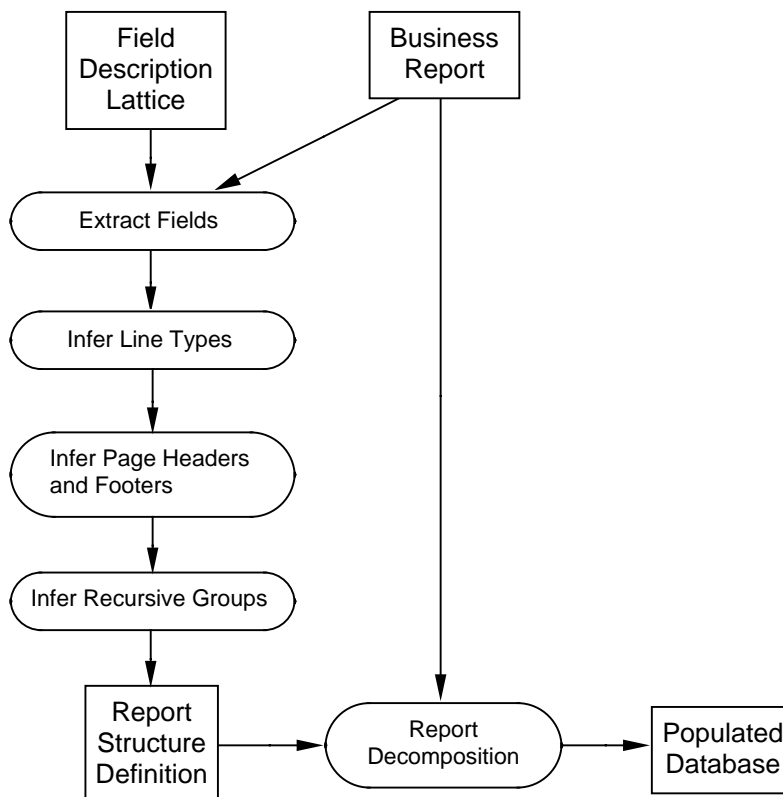 Field
Description
Lattice
Business
Report
Extract Fields
Infer Line Types
Infer Page Headers
and Footers
Infer Recursive Groups
Report
Structure
Definition
Report
Decomposition
Populated
Database